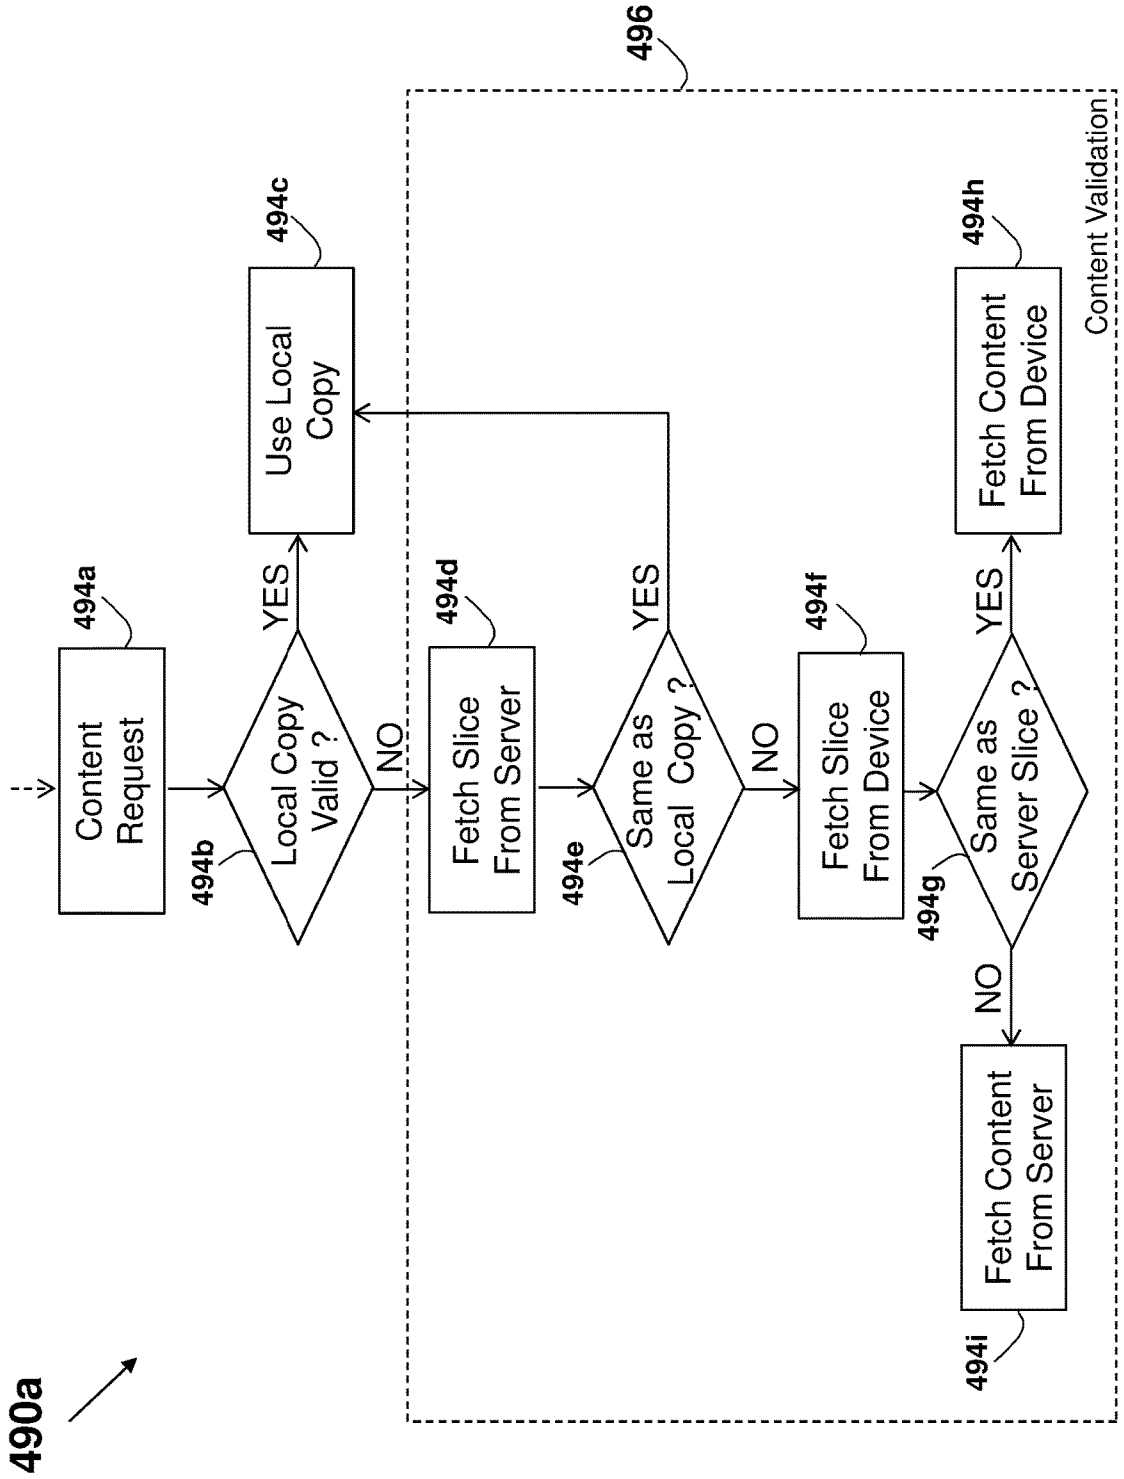 490a
494a
Content
Request
494b
Local Copy
Valid ?
YES
NO
494c
Use Local
Copy
496
494d
Fetch Slice
From Server
494e
Same as
Local Copy ?
YES
NO
494f
Fetch Slice
From Device
494g
Same as
Server Slice ?
YES
NO
494h
Fetch Content
From Device
494i
Fetch Content
From Server
Content Validation